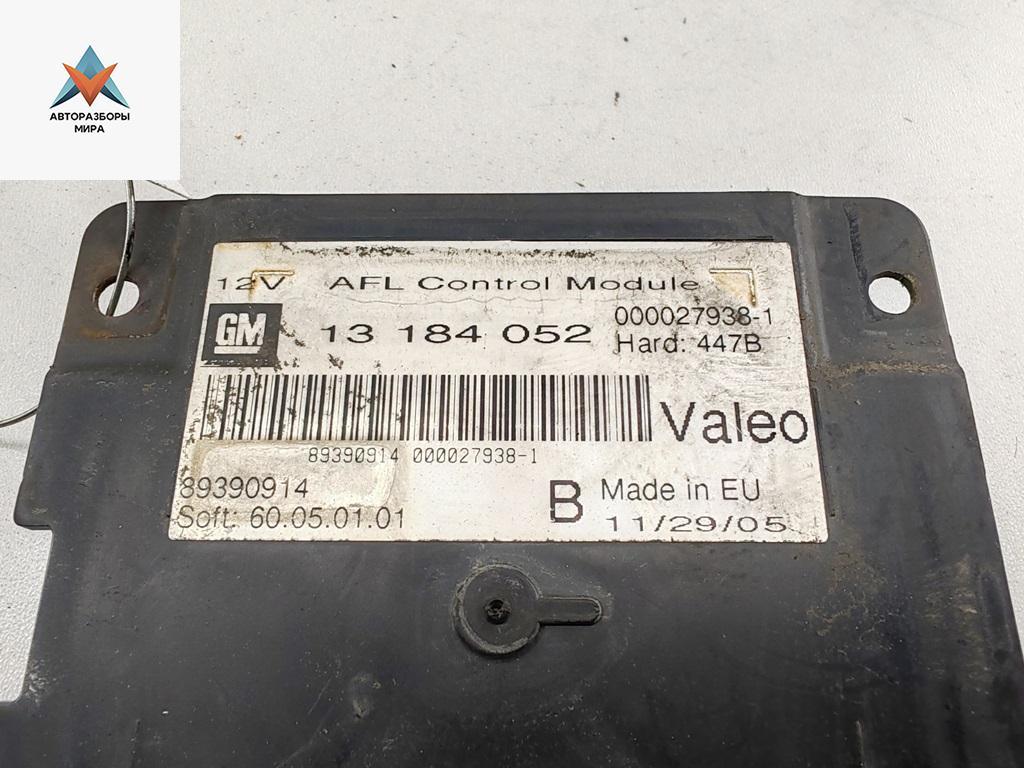 АВТОРАЗБОРЫ
МИРА
12V AFL Control Module
GM 13 184 052 000027938-1
Hard: 447B
Valeo
89390914 000027938-1
89390914
Soft: 60.05.01.01
B Made in EU
11/29/05